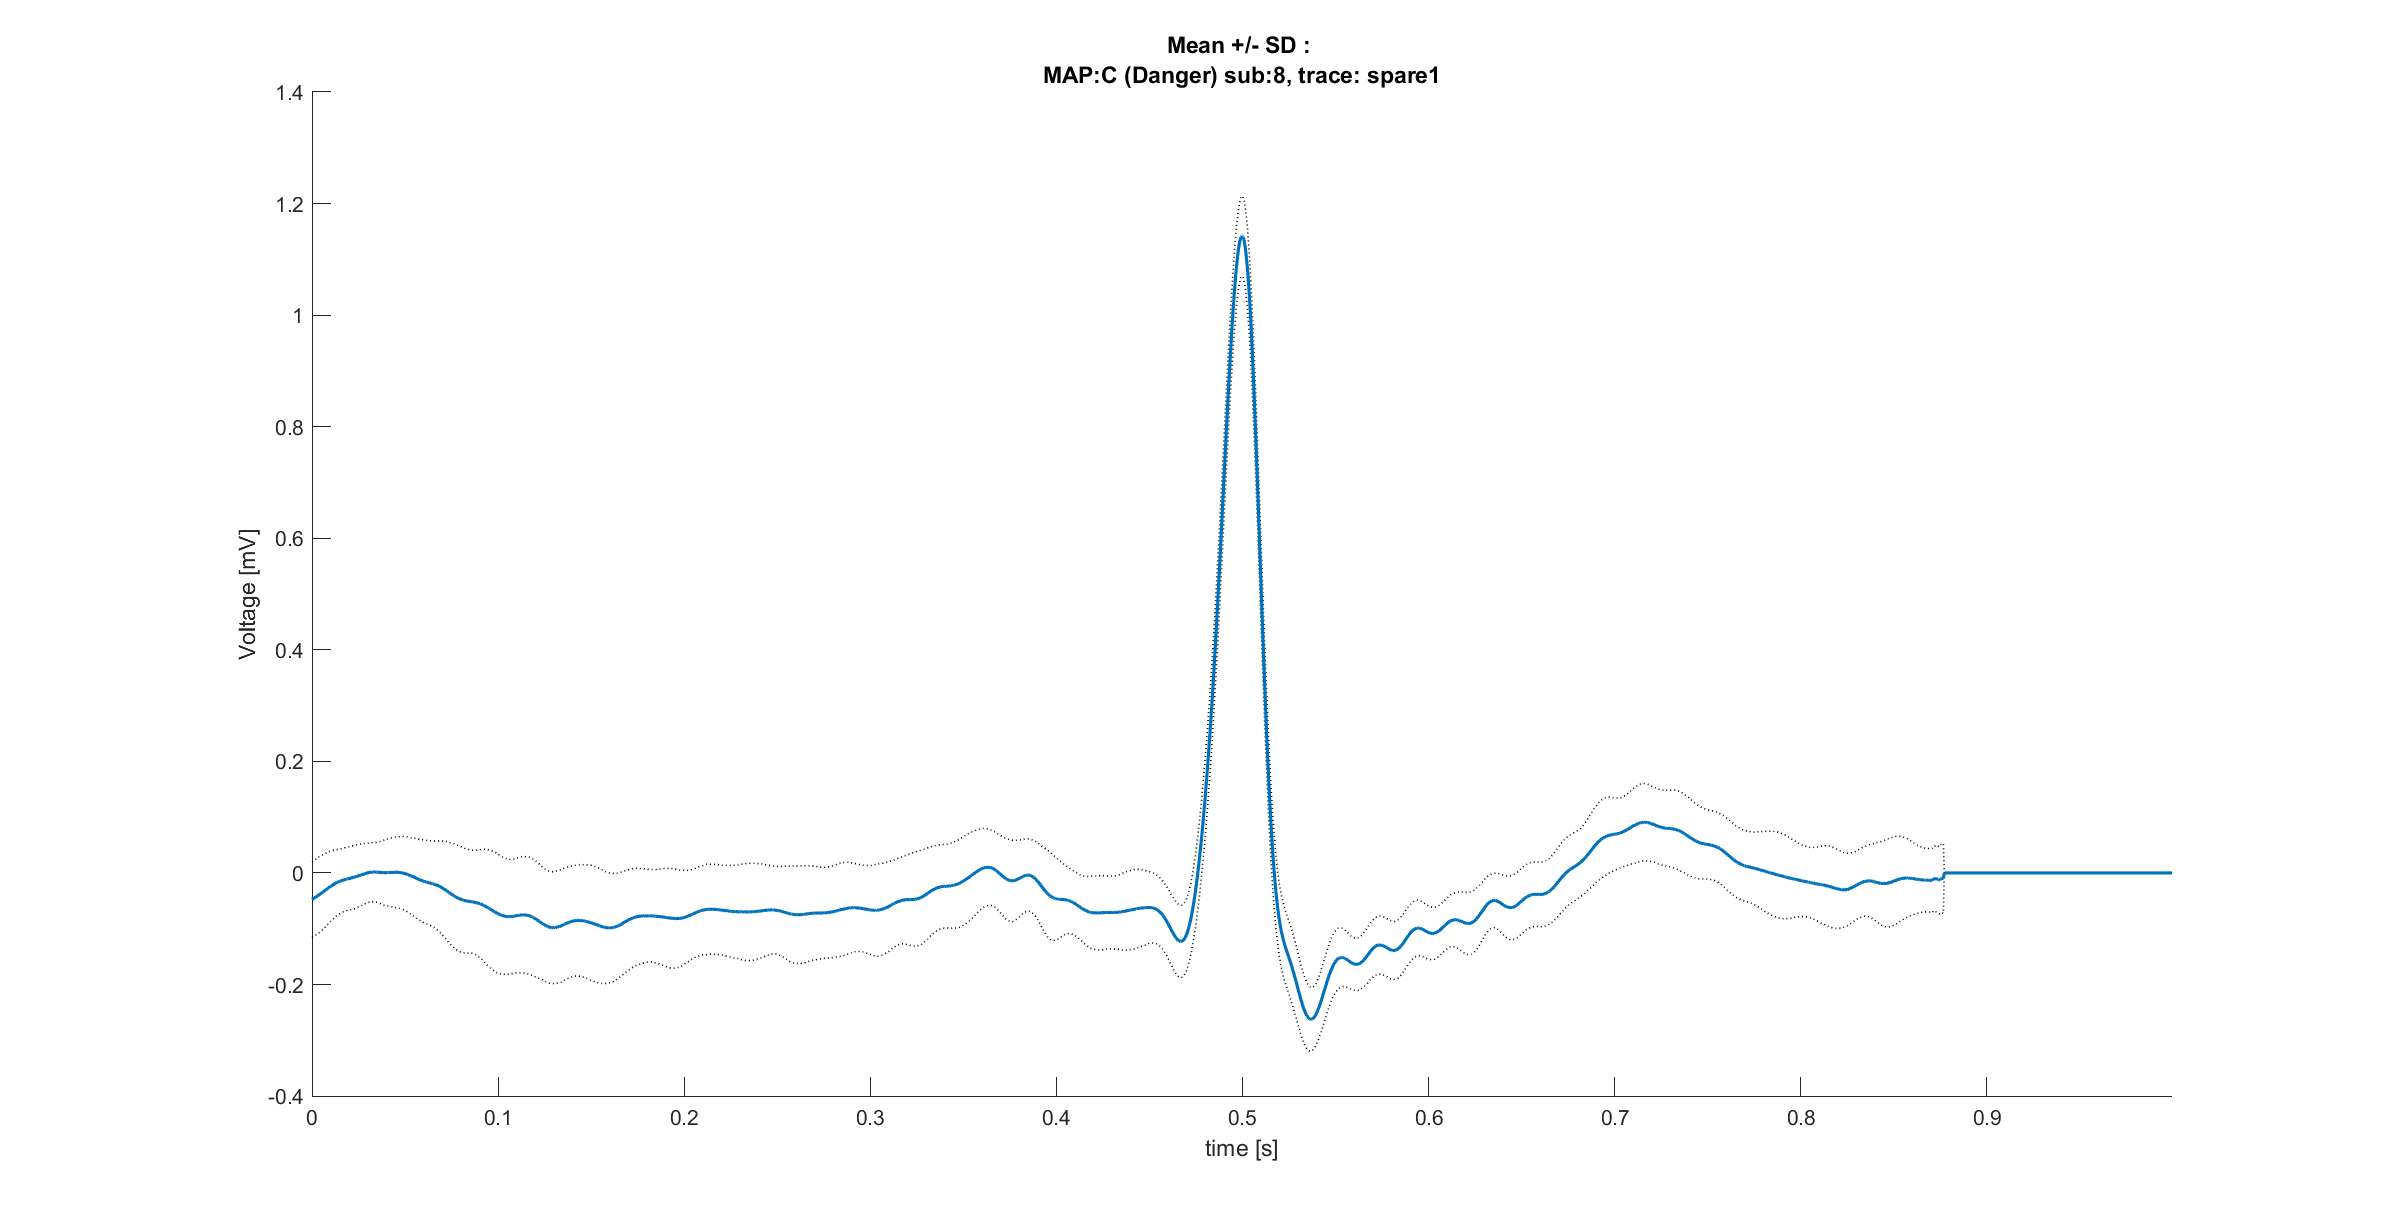 Mean +/- SD :
MAP:C (Danger) sub:8, trace: spare1
1.4
1.2
1
0.8
0.6
0.4
0.2
0
-0.2
-0.4
Voltage [mV]
0 0.1 0.2 0.3 0.4 0.5 0.6 0.7 0.8 0.9
time [s]